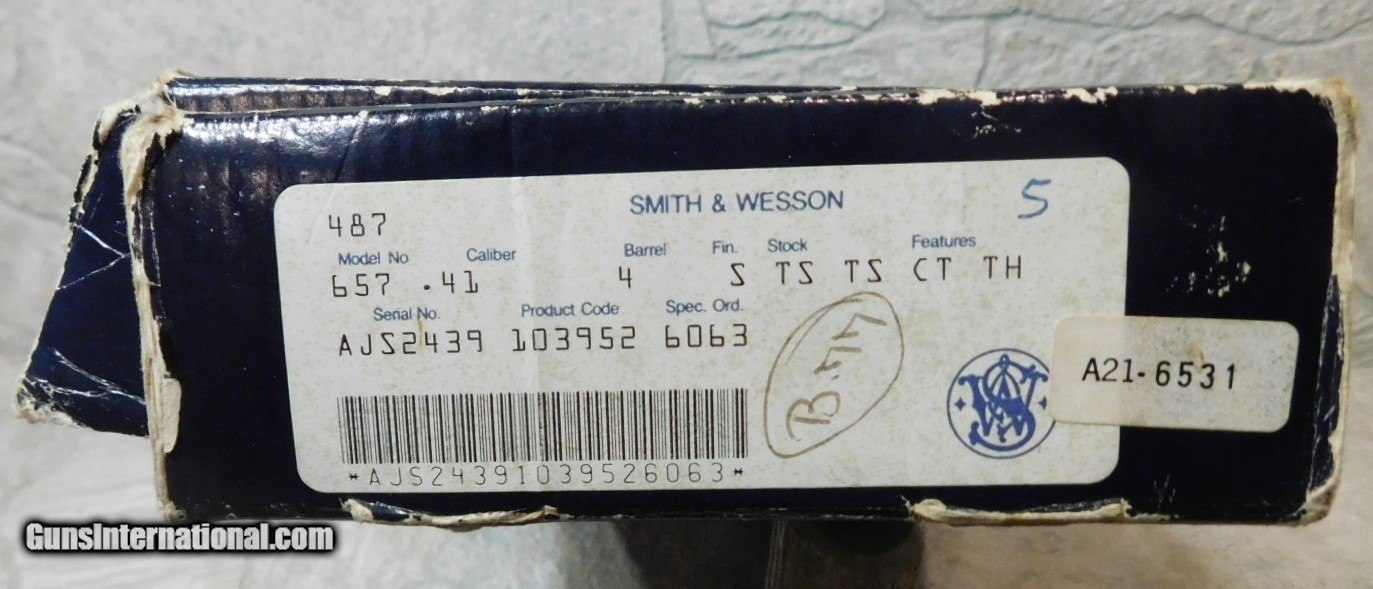 SMITH & WESSON
5
487
Model No Caliber Barrel Fin. Stock Features
657 .41 4 S TS TS CT TH
Serial No. Product Code Spec. Ord.
AJS2439 103952 6063
*AJS24391039526063*
A21-6531
GunsInternational.com